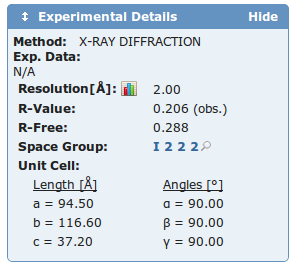 Experimental Details Hide
Method: X-RAY DIFFRACTION
Exp. Data:
N/A
Resolution[Å]: 2.00
R-Value: 0.206 (obs.)
R-Free: 0.288
Space Group: I 2 2 2
Unit Cell:
Length [Å] Angles [°]
a = 94.50 α = 90.00
b = 116.60 β = 90.00
c = 37.20 γ = 90.00